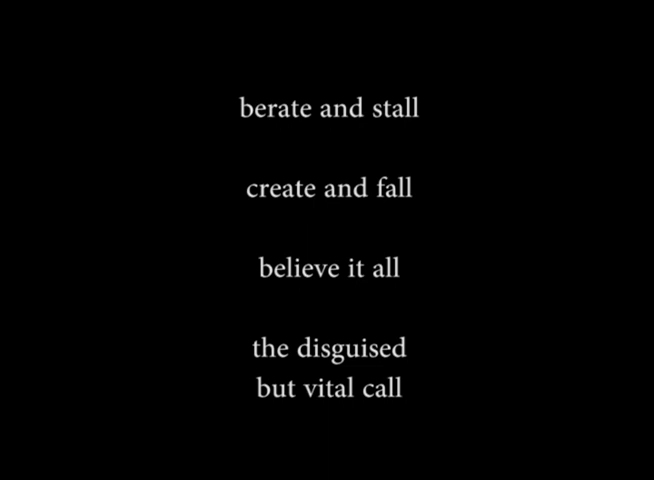 berate and stall
create and fall
believe it all
the disguised
but vital call